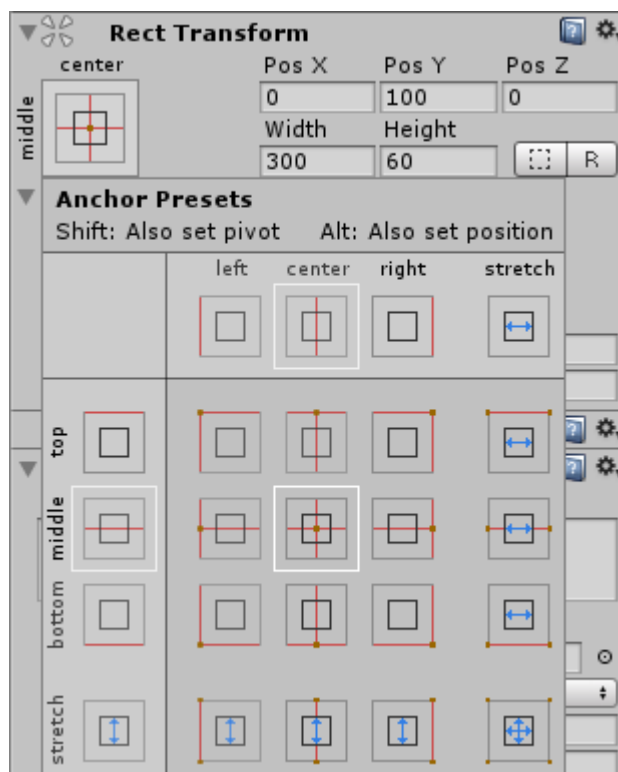 Rect Transform
center
Pos X Pos Y Pos Z
middle
0 100 0
Width Height
300 60 R
Anchor Presets
Shift: Also set pivot Alt: Also set position
left center right stretch
top
middle
bottom
stretch